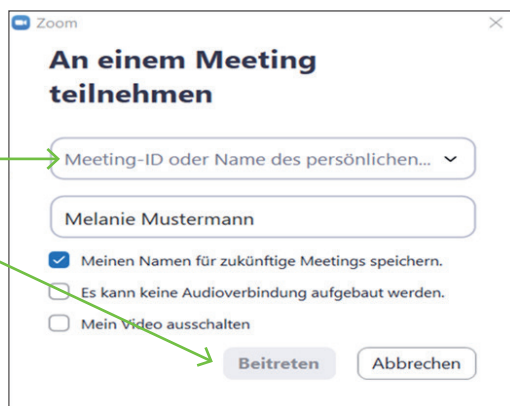 Zoom
An einem Meeting
teilnehmen
Meeting-ID oder Name des persönlichen...
Melanie Mustermann
Meinen Namen für zukünftige Meetings speichern.
Es kann keine Audioverbindung aufgebaut werden.
Mein Video ausschalten
Beitreten Abbrechen